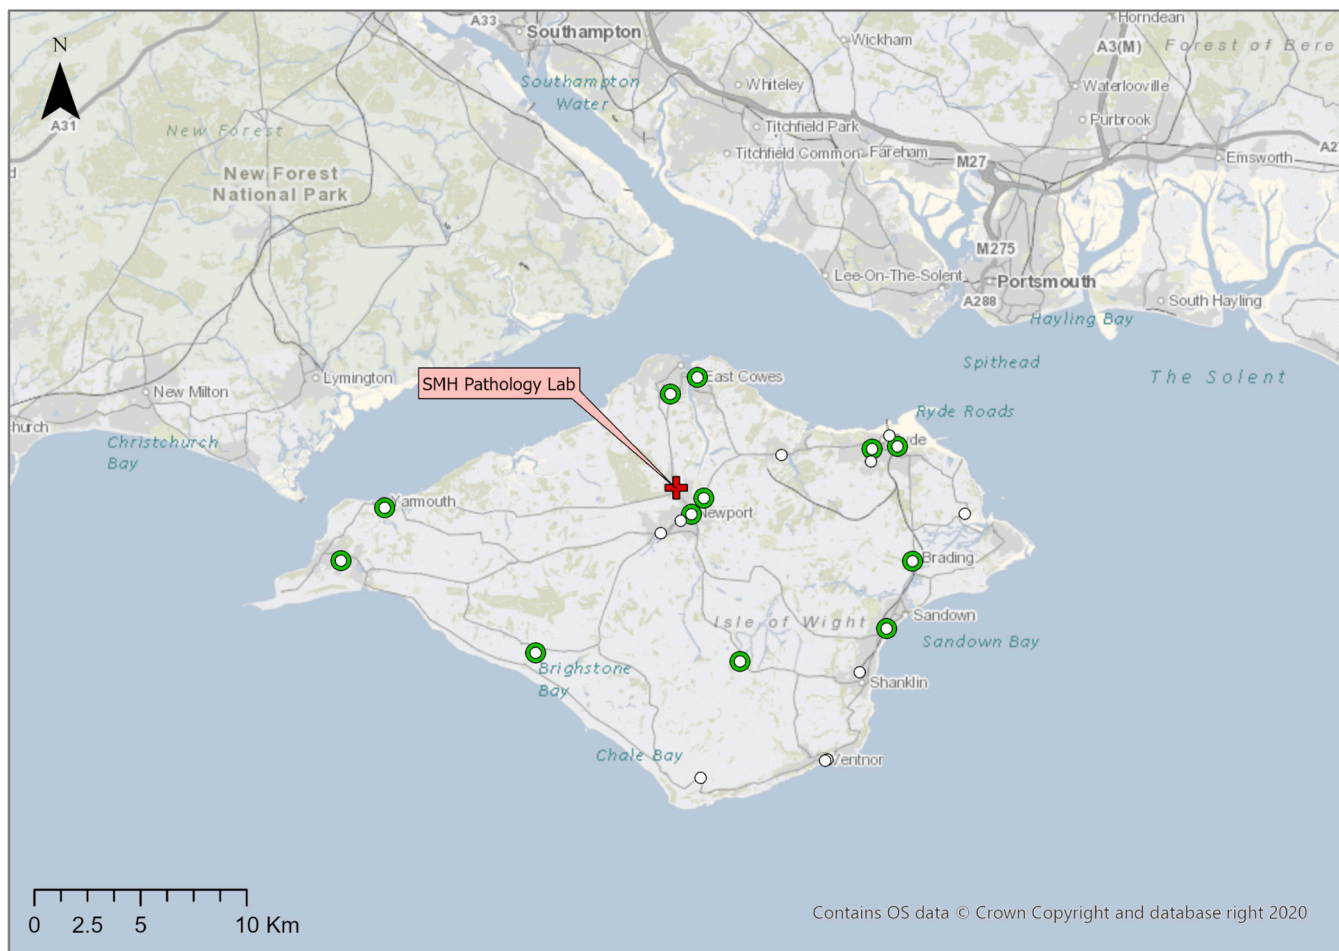 A33
Southampton
Horndean
A3(M)
Forest of Bere
Wickham
N
Southampton
Water
Whiteley
Waterlooville
A31
New Forest
Titchfield Park
Purbrook
New Forest
National Park
Titchfield Common
Fareham
M27
Emsworth
A27
M275
Lee-On-The-Solent
Portsmouth
A288
South Hayling
Hayling Bay
Spithead
The Solent
SMH Pathology Lab
East Cowes
Lymington
New Milton
church
Christchurch
Bay
Ryde Roads
Ryde
Yarmouth
Newport
Brading
Isle of Wight
Sandown
Sandown Bay
Brighstone
Bay
Shanklin
Chale Bay
Ventnor
0 2.5 5 10 Km
Contains OS data © Crown Copyright and database right 2020